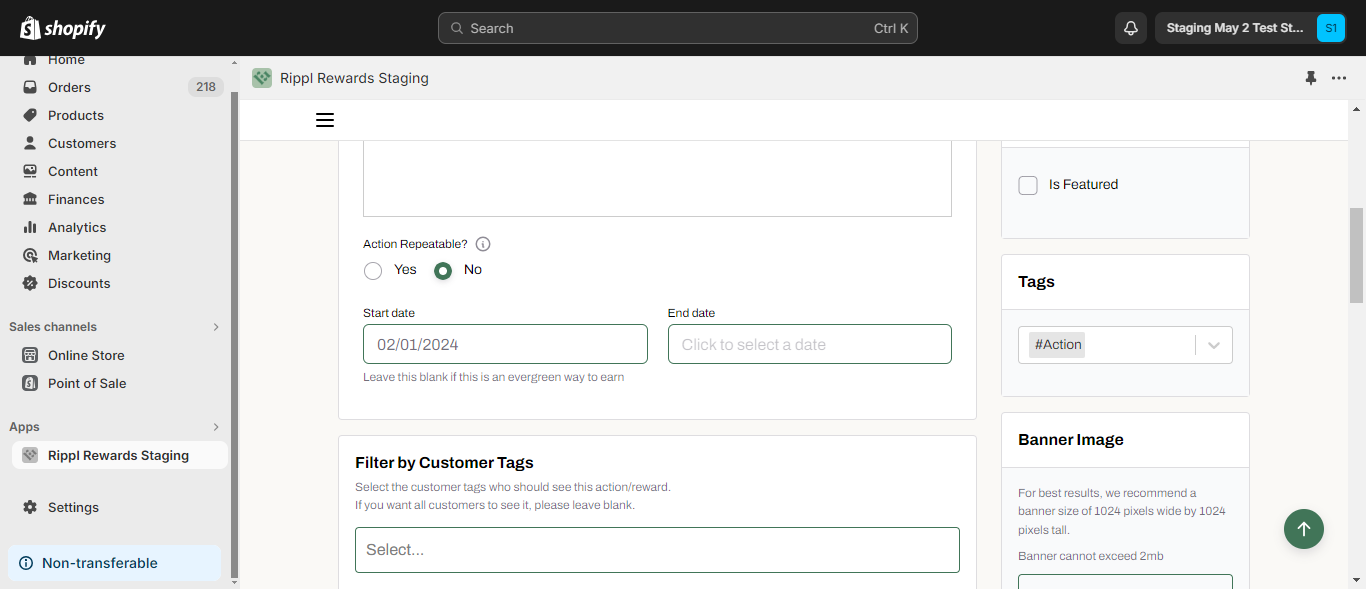 shopify
Search
Ctrl K
Staging May 2 Test St...
S1
Home
Orders
218
Products
Customers
Content
Finances
Analytics
Marketing
Discounts
Sales channels
Online Store
Point of Sale
Apps
Rippl Rewards Staging
Settings
Non-transferable
Rippl Rewards Staging
Action Repeatable?
Yes
No
Start date
End date
02/01/2024
Click to select a date
Leave this blank if this is an evergreen way to earn
Filter by Customer Tags
Select the customer tags who should see this action/reward.
If you want all customers to see it, please leave blank.
Select...
Is Featured
Tags
#Action
Banner Image
For best results, we recommend a
banner size of 1024 pixels wide by 1024
pixels tall.
Banner cannot exceed 2mb